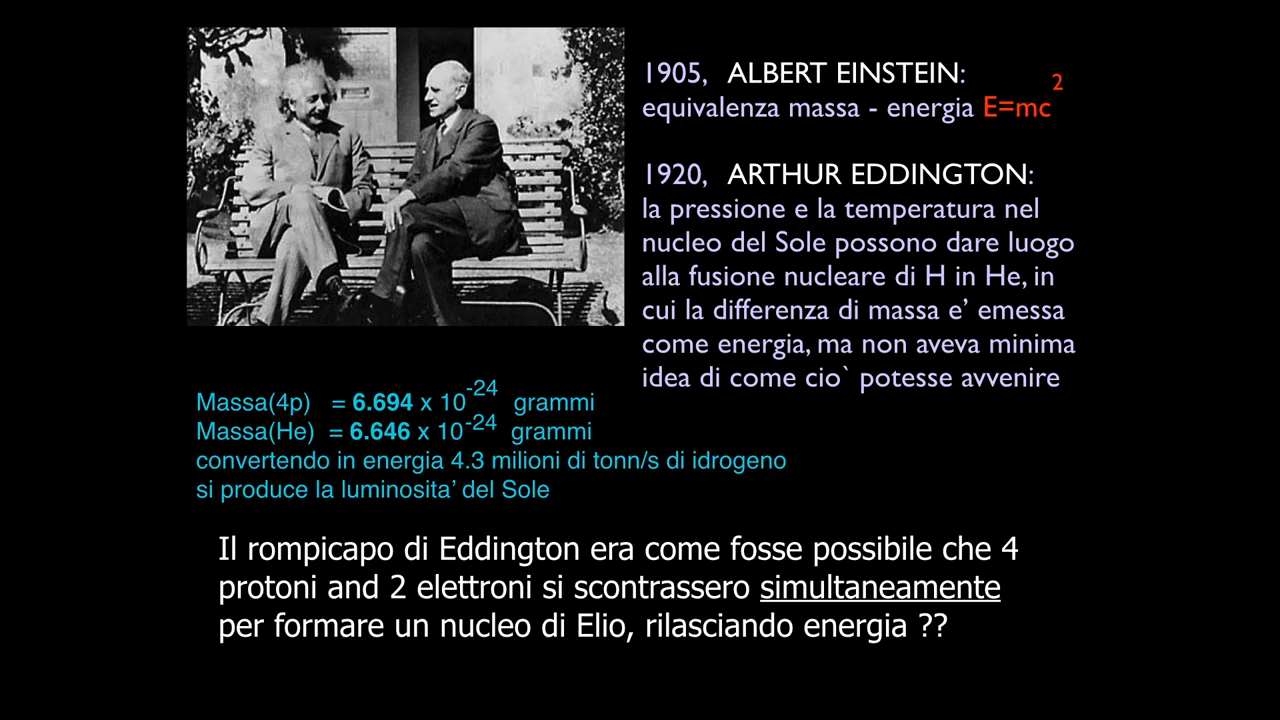 1905, ALBERT EINSTEIN:
equivalenza massa - energia E=mc²
1920, ARTHUR EDDINGTON:
la pressione e la temperatura nel
nucleo del Sole possono dare luogo
alla fusione nucleare di H in He, in
cui la differenza di massa e’ emessa
come energia, ma non aveva minima
idea di come cio` potesse avvenire
Massa(4p) = 6.694 x 10⁻²⁴ grammi
Massa(He) = 6.646 x 10⁻²⁴ grammi
convertendo in energia 4.3 milioni di tonn/s di idrogeno
si produce la luminosita’ del Sole
Il rompicapo di Eddington era come fosse possibile che 4
protoni and 2 elettroni si scontrassero simultaneamente
per formare un nucleo di Elio, rilasciando energia ??